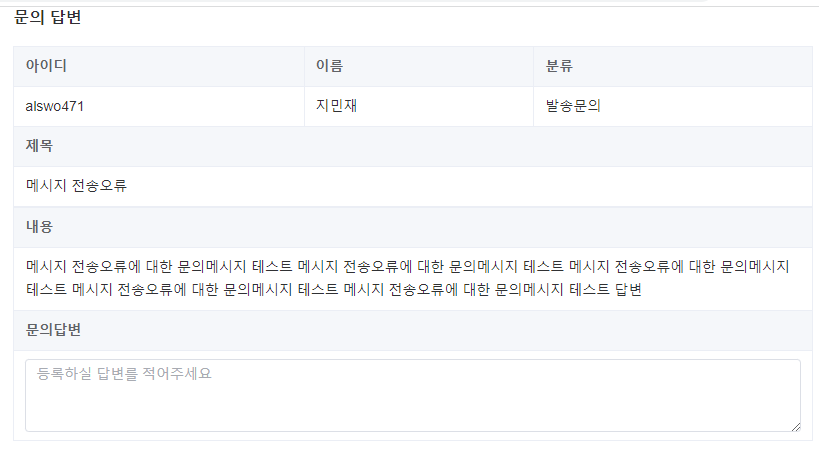 문의 답변
아이디 이름 분류
alswo471 지민재 발송문의
제목
메시지 전송오류
내용
메시지 전송오류에 대한 문의메시지 테스트 메시지 전송오류에 대한 문의메시지 테스트 메시지 전송오류에 대한 문의메시지
테스트 메시지 전송오류에 대한 문의메시지 테스트 메시지 전송오류에 대한 문의메시지 테스트 답변
문의답변
등록하실 답변를 적어주세요